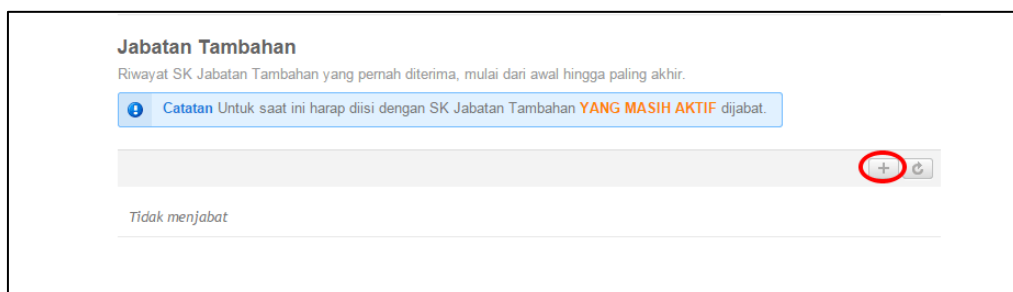 Jabatan Tambahan
Riwayat SK Jabatan Tambahan yang pernah diterima, mulai dari awal hingga paling akhir.
Catatan Untuk saat ini harap diisi dengan SK Jabatan Tambahan YANG MASIH AKTIF dijabat.
Tidak menjabat